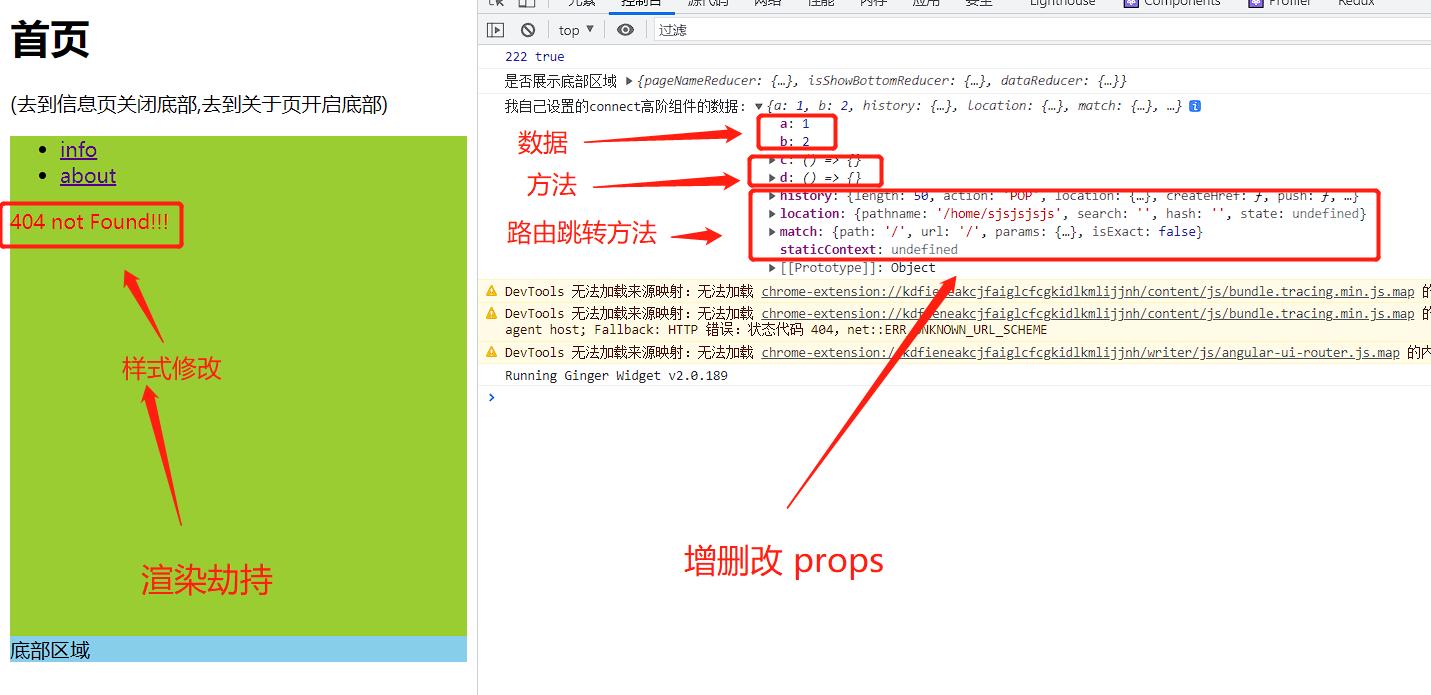 元素 控制台 源代码 网络 性能 内存 应用 安全 Lighthouse Components Profiler Redux
top ▼ 过滤
首页
(去到信息页关闭底部,去到关于页开启底部)
info
about
404 not Found!!!
样式修改
渲染劫持
底部区域
222 true
是否展示底部区域 ▶{pageNameReducer: {…}, isShowBottomReducer: {…}, dataReducer: {…}}
我自己设置的connect高阶组件的数据: ▼{a: 1, b: 2, history: {…}, location: {…}, match: {…}, …} i
数据
a: 1
b: 2
方法
▶c: () => {}
▶d: () => {}
路由跳转方法
▶history: {length: 50, action: 'POP', location: {…}, createHref: ƒ, push: ƒ, …}
▶location: {pathname: '/home/sjsjsjsjs', search: '', hash: '', state: undefined}
▶match: {path: '/', url: '/', params: {…}, isExact: false}
staticContext: undefined
▶[[Prototype]]: Object
DevTools 无法加载来源映射：无法加载 chrome-extension://kdfieneakcjfaiglcfcgkidlkmlijjnh/content/js/bundle.tracing.min.js.map 的
DevTools 无法加载来源映射：无法加载 chrome-extension://kdfieneakcjfaiglcfcgkidlkmlijjnh/content/js/bundle.tracing.min.js.map 的
agent host; Fallback: HTTP 错误：状态代码 404，net::ERR_UNKNOWN_URL_SCHEME
DevTools 无法加载来源映射：无法加载 chrome-extension://kdfieneakcjfaiglcfcgkidlkmlijjnh/writer/js/angular-ui-router.js.map 的内
Running Ginger Widget v2.0.189
增删改 props